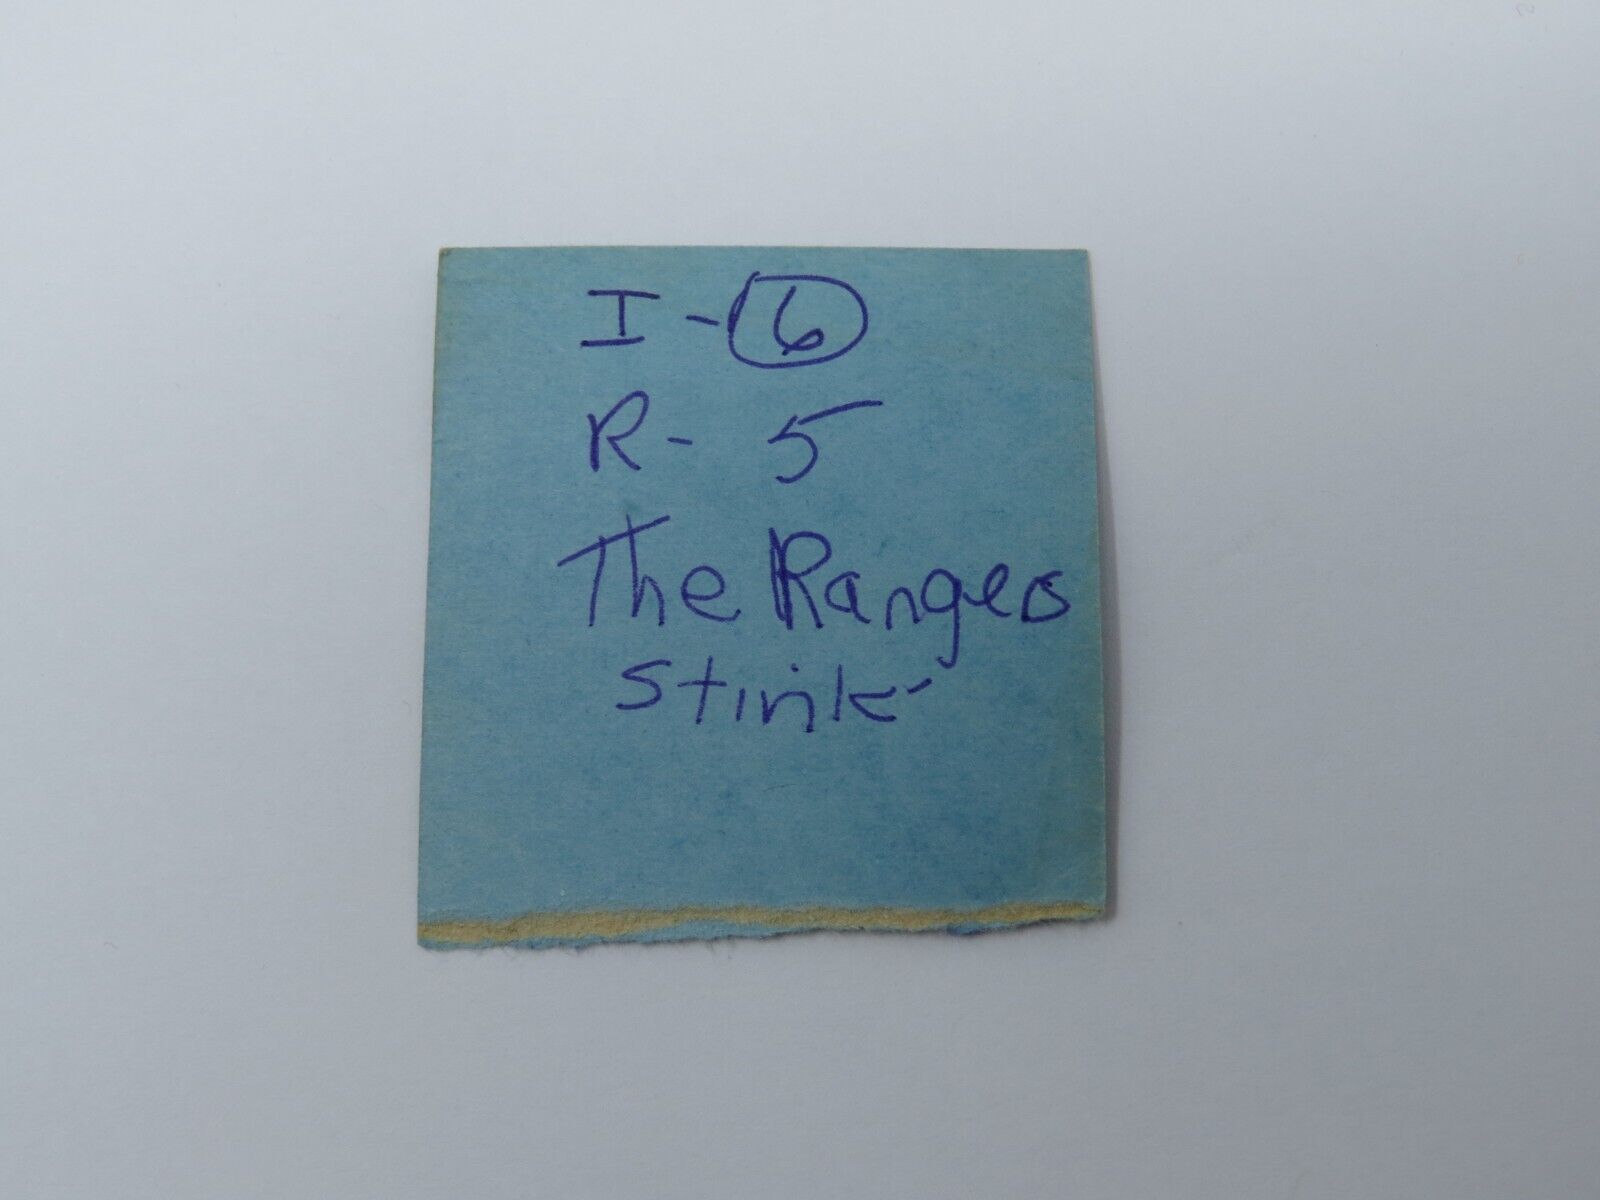 I - 6
R - 5
The Rangers
stink